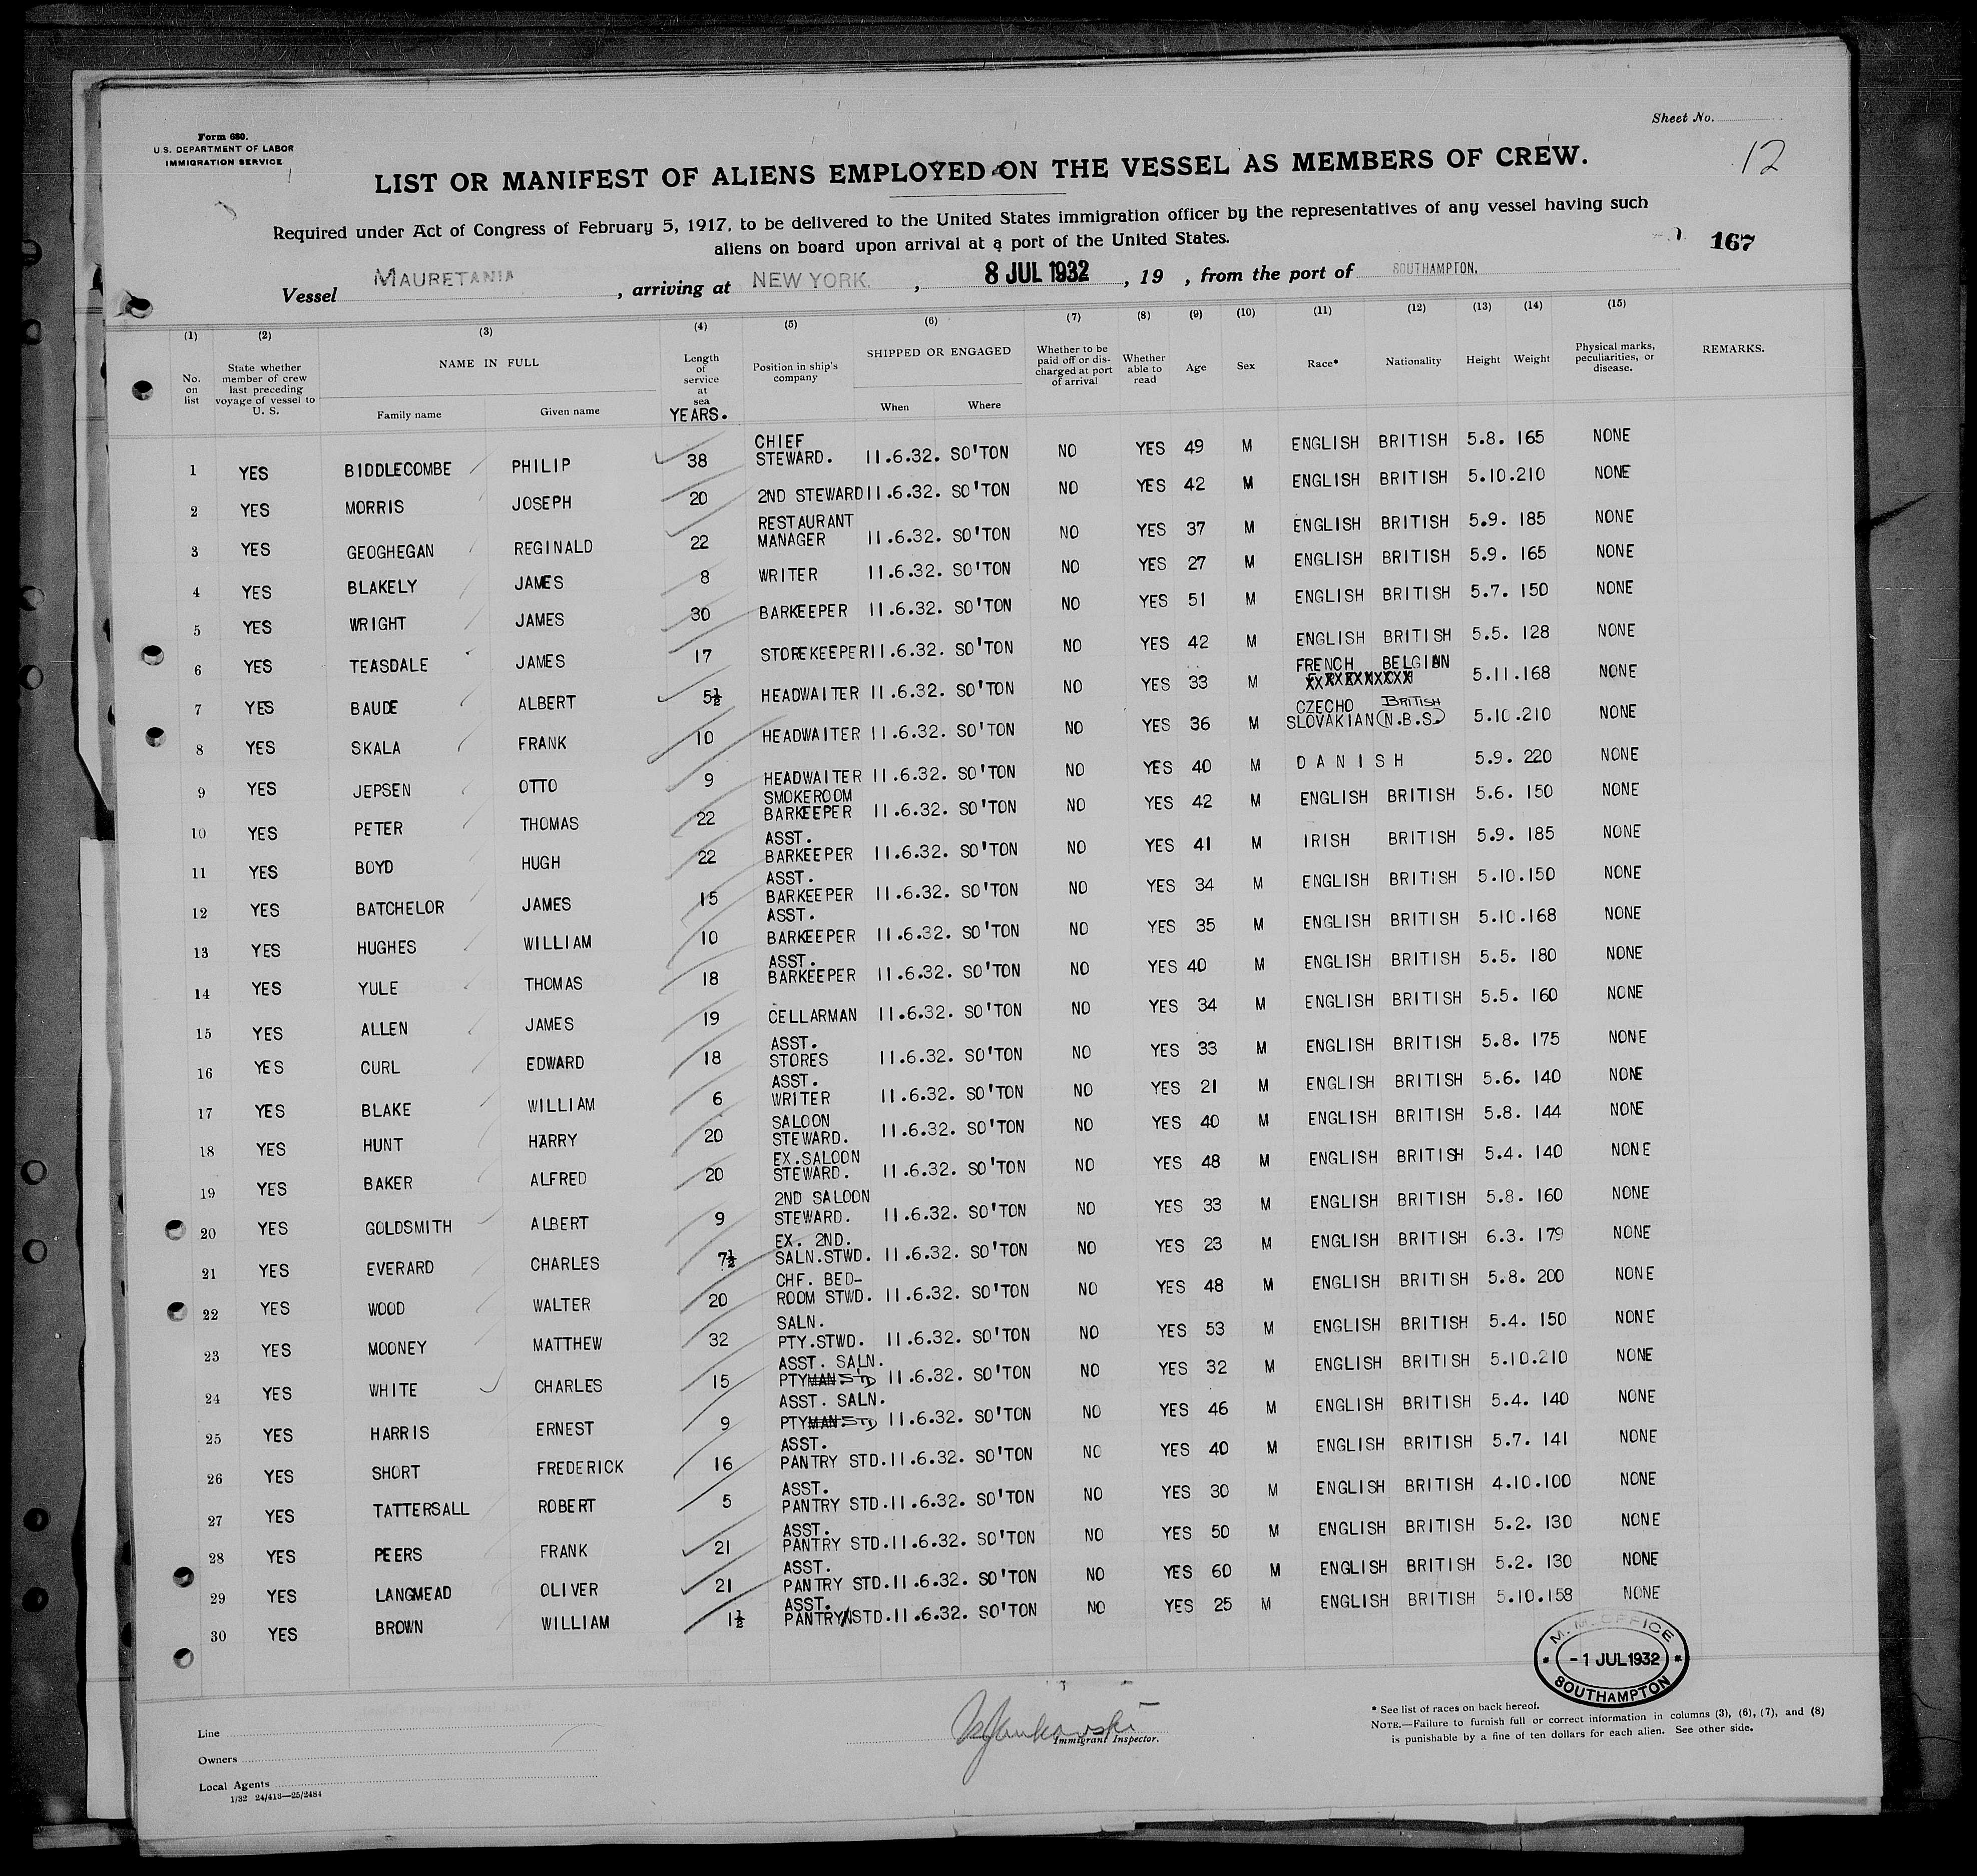 Form 680.
U.S. DEPARTMENT OF LABOR
IMMIGRATION SERVICE
Sheet No.
12
LIST OR MANIFEST OF ALIENS EMPLOYED ON THE VESSEL AS MEMBERS OF CREW.
Required under Act of Congress of February 5, 1917, to be delivered to the United States immigration officer by the representatives of any vessel having such
aliens on board upon arrival at a port of the United States.
167
Vessel MAURETANIA, arriving at NEW YORK., 8 JUL 1932, 19 , from the port of SOUTHAMPTON.
(1) (2) (3) (4) (5) (6) (7) (8) (9) (10) (11) (12) (13) (14) (15)
No. on list State whether member of crew last preceding voyage of vessel to U. S. NAME IN FULL Family name Given name Length of service at sea YEARS. Position in ship's company SHIPPED OR ENGAGED When Where Whether to be paid off or discharged at port of arrival Whether able to read Age Sex Race* Nationality Height Weight Physical marks, peculiarities, or disease. REMARKS.
1 YES BIDDLECOMBE PHILIP 38 CHIEF STEWARD. 11.6.32. SO'TON NO YES 49 M ENGLISH BRITISH 5.8. 165 NONE
2 YES MORRIS JOSEPH 20 2ND STEWARD 11.6.32. SO'TON NO YES 42 M ENGLISH BRITISH 5.10.210 NONE
3 YES GEOGHEGAN REGINALD 22 RESTAURANT MANAGER 11.6.32. SO'TON NO YES 37 M ENGLISH BRITISH 5.9. 185 NONE
4 YES BLAKELY JAMES 8 WRITER 11.6.32. SO'TON NO YES 27 M ENGLISH BRITISH 5.9. 165 NONE
5 YES WRIGHT JAMES 30 BARKEEPER 11.6.32. SO'TON NO YES 51 M ENGLISH BRITISH 5.7. 150 NONE
6 YES TEASDALE JAMES 17 STOREKEEPER 11.6.32. SO'TON NO YES 42 M ENGLISH BRITISH 5.5. 128 NONE
7 YES BAUDE ALBERT 5½ HEADWAITER 11.6.32. SO'TON NO YES 33 M FRENCH BELGIAN 5.11.168 NONE
8 YES SKALA FRANK 10 HEADWAITER 11.6.32. SO'TON NO YES 36 M CZECHO SLOVAKIAN BRITISH (N.B.S.) 5.10.210 NONE
9 YES JEPSEN OTTO 9 HEADWAITER 11.6.32. SO'TON NO YES 40 M DANISH 5.9. 220 NONE
10 YES PETER THOMAS 22 SMOKEROOM BARKEEPER 11.6.32. SO'TON NO YES 42 M ENGLISH BRITISH 5.6. 150 NONE
11 YES BOYD HUGH 22 ASST. BARKEEPER 11.6.32. SO'TON NO YES 41 M IRISH BRITISH 5.9. 185 NONE
12 YES BATCHELOR JAMES 15 ASST. BARKEEPER 11.6.32. SO'TON NO YES 34 M ENGLISH BRITISH 5.10.150 NONE
13 YES HUGHES WILLIAM 10 ASST. BARKEEPER 11.6.32. SO'TON NO YES 35 M ENGLISH BRITISH 5.10.168 NONE
14 YES YULE THOMAS 18 ASST. BARKEEPER 11.6.32. SO'TON NO YES 40 M ENGLISH BRITISH 5.5. 180 NONE
15 YES ALLEN JAMES 19 CELLARMAN 11.6.32. SO'TON NO YES 34 M ENGLISH BRITISH 5.5. 160 NONE
16 YES CURL EDWARD 18 ASST. STORES 11.6.32. SO'TON NO YES 33 M ENGLISH BRITISH 5.8. 175 NONE
17 YES BLAKE WILLIAM 6 ASST. WRITER 11.6.32. SO'TON NO YES 21 M ENGLISH BRITISH 5.6. 140 NONE
18 YES HUNT HARRY 20 SALOON STEWARD. 11.6.32. SO'TON NO YES 40 M ENGLISH BRITISH 5.8. 144 NONE
19 YES BAKER ALFRED 20 EX.SALOON STEWARD. 11.6.32. SO'TON NO YES 48 M ENGLISH BRITISH 5.4. 140 NONE
20 YES GOLDSMITH ALBERT 9 2ND SALOON STEWARD. 11.6.32. SO'TON NO YES 33 M ENGLISH BRITISH 5.8. 160 NONE
21 YES EVERARD CHARLES 7½ EX. 2ND. SALN.STWD. 11.6.32. SO'TON NO YES 23 M ENGLISH BRITISH 6.3. 179 NONE
22 YES WOOD WALTER 20 CHF. BED-ROOM STWD. 11.6.32. SO'TON NO YES 48 M ENGLISH BRITISH 5.8. 200 NONE
23 YES MOONEY MATTHEW 32 SALN. PTY.STWD. 11.6.32. SO'TON NO YES 53 M ENGLISH BRITISH 5.4. 150 NONE
24 YES WHITE CHARLES 15 ASST. SALN. PTYMAN STD 11.6.32. SO'TON NO YES 32 M ENGLISH BRITISH 5.10.210 NONE
25 YES HARRIS ERNEST 9 ASST. SALN. PTYMAN STD 11.6.32. SO'TON NO YES 46 M ENGLISH BRITISH 5.4. 140 NONE
26 YES SHORT FREDERICK 16 ASST. PANTRY STD. 11.6.32. SO'TON NO YES 40 M ENGLISH BRITISH 5.7. 141 NONE
27 YES TATTERSALL ROBERT 5 ASST. PANTRY STD. 11.6.32. SO'TON NO YES 30 M ENGLISH BRITISH 4.10.100 NONE
28 YES PEERS FRANK 21 ASST. PANTRY STD. 11.6.32. SO'TON NO YES 50 M ENGLISH BRITISH 5.2. 130 NONE
29 YES LANGMEAD OLIVER 21 ASST. PANTRY STD. 11.6.32. SO'TON NO YES 60 M ENGLISH BRITISH 5.2. 130 NONE
30 YES BROWN WILLIAM 1½ ASST. PANTRY STD. 11.6.32. SO'TON NO YES 25 M ENGLISH BRITISH 5.10.158 NONE
M. M. OFFICE
- 1 JUL 1932
SOUTHAMPTON
Line
Owners
Local Agents
1/32 24/413—25/2484
Immigrant Inspector.
* See list of races on back hereof.
NOTE.—Failure to furnish full or correct information in columns (3), (6), (7), and (8)
is punishable by a fine of ten dollars for each alien. See other side.